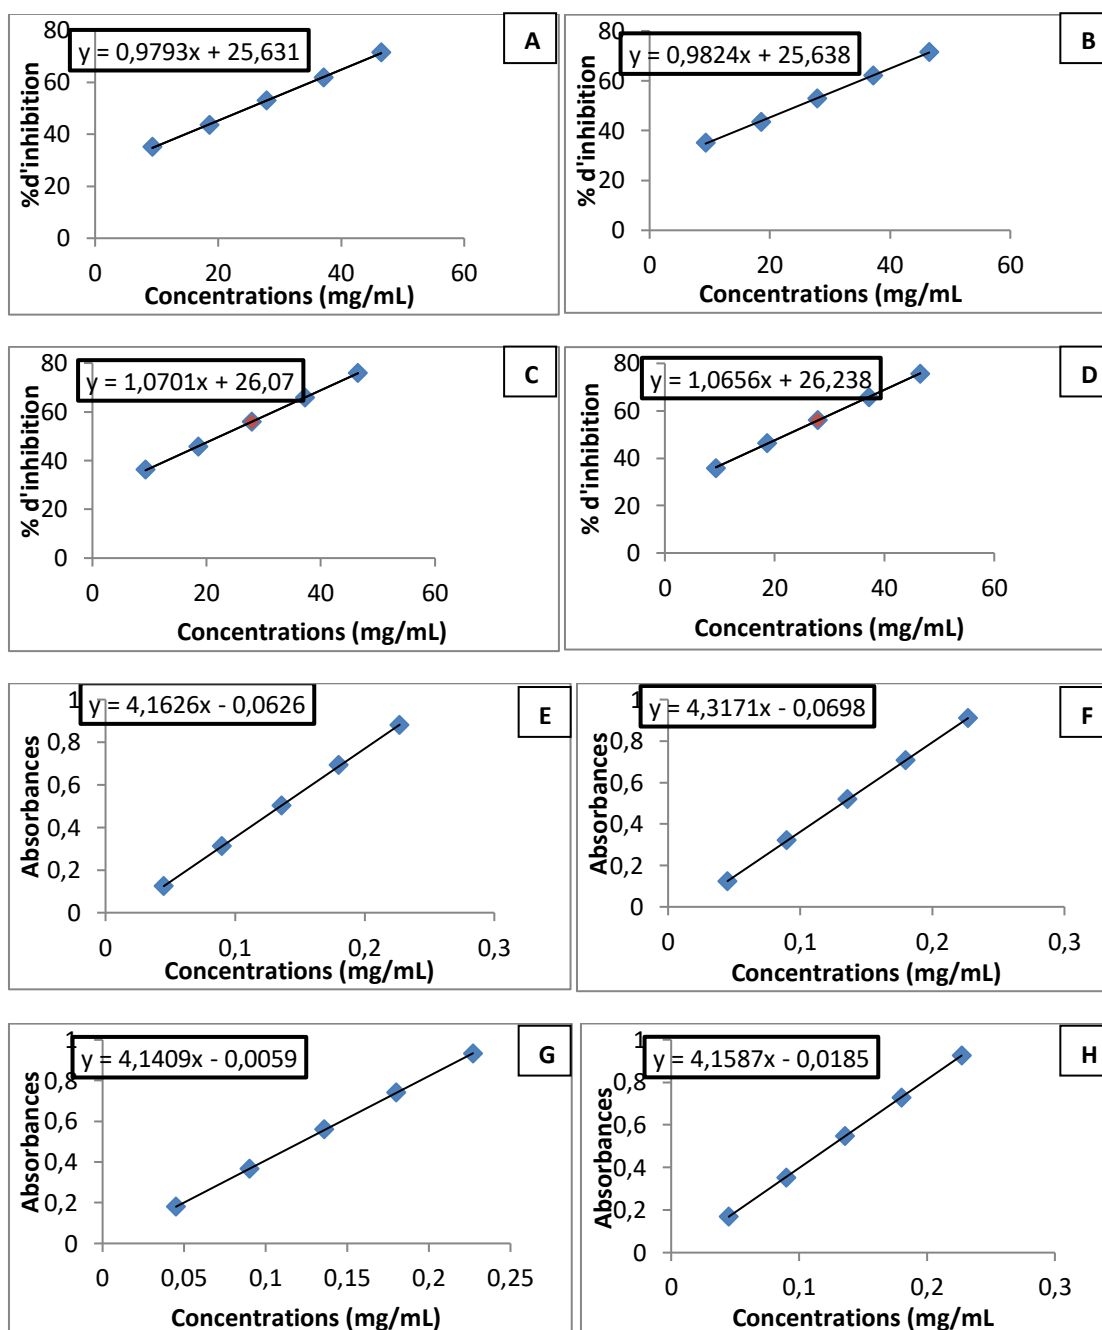 80
y = 0,9793x + 25,631
A
60
40
20
0
%d'inhibition
0 20 40 60
Concentrations (mg/mL)
80
y = 0,9824x + 25,638
B
60
40
20
0
% d'inhibition
0 20 40 60
Concentrations (mg/mL
80
y = 1,0701x + 26,07
C
60
40
20
0
% d'inhibition
0 20 40 60
Concentrations (mg/mL)
80
y = 1,0656x + 26,238
D
60
40
20
0
% d'inhibition
0 20 40 60
Concentrations (mg/mL)
1
y = 4,1626x - 0,0626
E
0,8
0,6
0,4
0,2
0
Absorbances
0 0,1 0,2 0,3
Concentrations (mg/mL)
1
y = 4,3171x - 0,0698
F
0,8
0,6
0,4
0,2
0
Absorbances
0 0,1 0,2 0,3
Concentrations (mg/mL)
1
y = 4,1409x - 0,0059
G
0,8
0,6
0,4
0,2
0
Absorbances
0 0,05 0,1 0,15 0,2 0,25
Concentrations (mg/mL)
1
y = 4,1587x - 0,0185
H
0,8
0,6
0,4
0,2
0
Absorbances
0 0,1 0,2 0,3
Concentrations (mg/mL